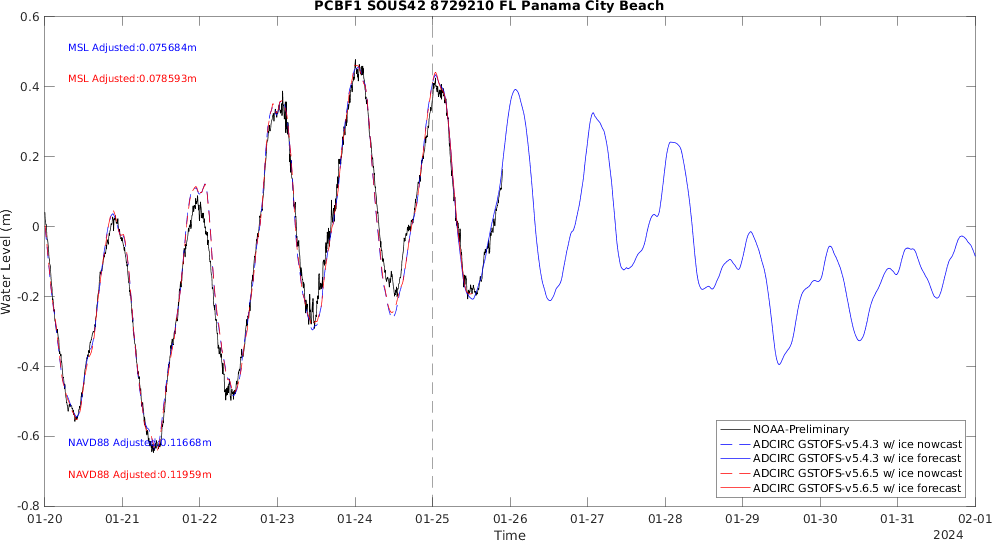 PCBF1 SOUS42 8729210 FL Panama City Beach
MSL Adjusted:0.075684m
MSL Adjusted:0.078593m
NAVD88 Adjusted:0.11668m
NAVD88 Adjusted:0.11959m
Water Level (m)
0.6
0.4
0.2
0
-0.2
-0.4
-0.6
-0.8
NOAA-Preliminary
ADCIRC GSTOFS-v5.4.3 w/ ice nowcast
ADCIRC GSTOFS-v5.4.3 w/ ice forecast
ADCIRC GSTOFS-v5.6.5 w/ ice nowcast
ADCIRC GSTOFS-v5.6.5 w/ ice forecast
01-20 01-21 01-22 01-23 01-24 01-25 01-26 01-27 01-28 01-29 01-30 01-31 02-01
Time
2024